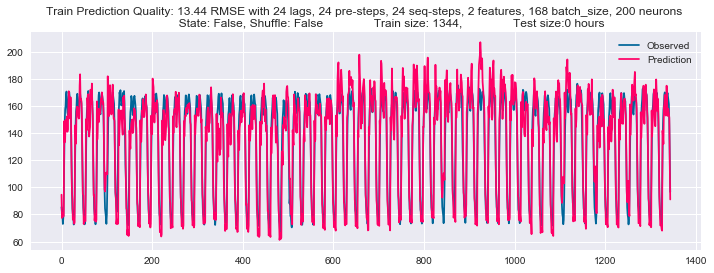 Train Prediction Quality: 13.44 RMSE with 24 lags, 24 pre-steps, 24 seq-steps, 2 features, 168 batch_size, 200 neurons
State: False, Shuffle: False Train size: 1344, Test size:0 hours
Observed
Prediction
200
180
160
140
120
100
80
60
0 200 400 600 800 1000 1200 1400